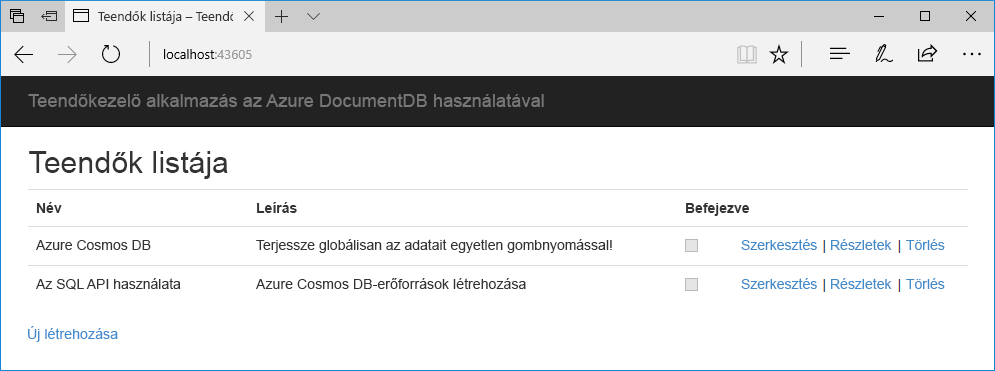 Teendők listája – Teendő
localhost:43605
Teendőkezelő alkalmazás az Azure DocumentDB használatával
Teendők listája
Név Leírás Befejezve
Azure Cosmos DB Terjessze globálisan az adatait egyetlen gombnyomással! Szerkesztés | Részletek | Törlés
Az SQL API használata Azure Cosmos DB-erőforrások létrehozása Szerkesztés | Részletek | Törlés
Új létrehozása